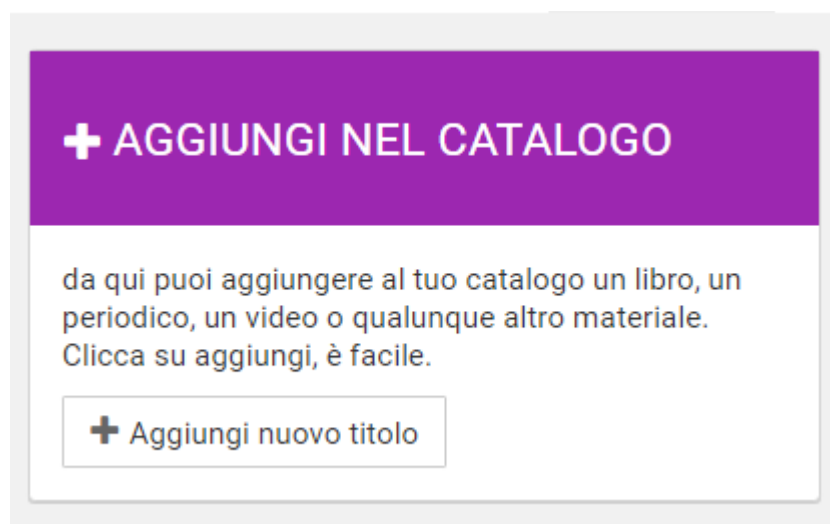 AGGIUNGI NEL CATALOGO
da qui puoi aggiungere al tuo catalogo un libro, un
periodico, un video o qualunque altro materiale.
Clicca su aggiungi, è facile.
Aggiungi nuovo titolo